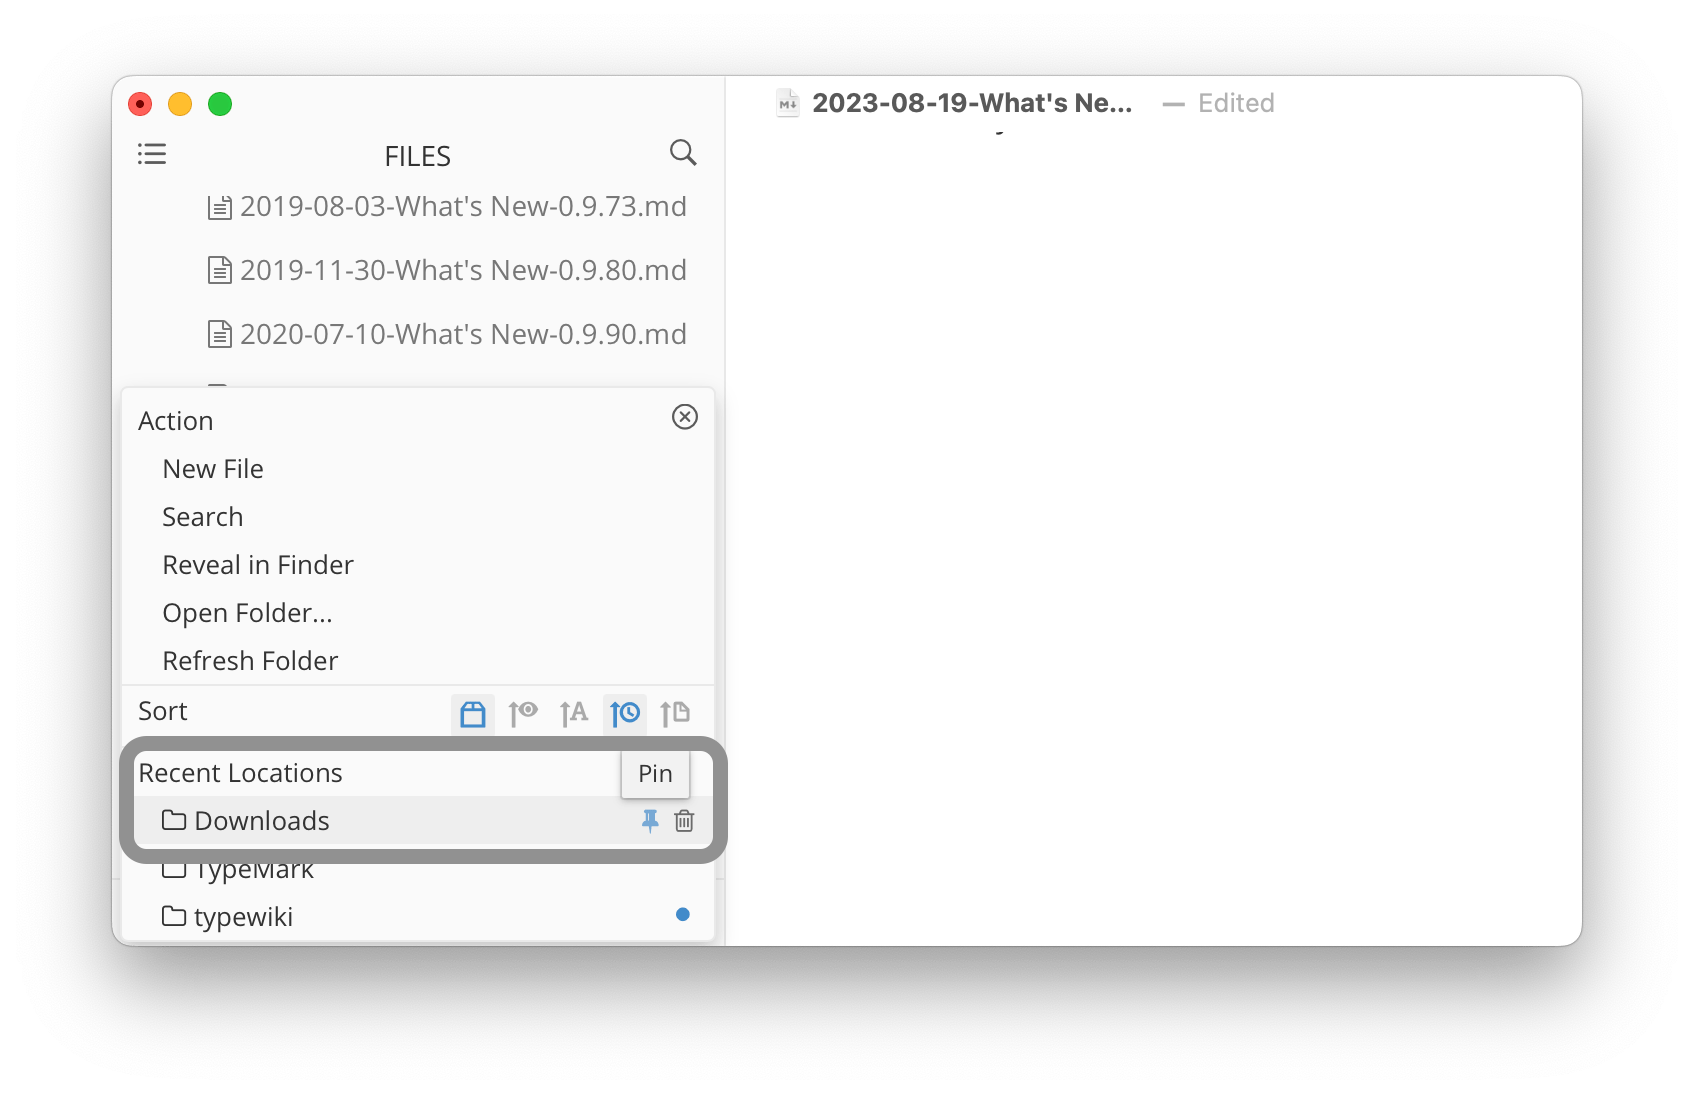 2023-08-19-What's Ne... — Edited
FILES
2019-08-03-What's New-0.9.73.md
2019-11-30-What's New-0.9.80.md
2020-07-10-What's New-0.9.90.md
Action
New File
Search
Reveal in Finder
Open Folder...
Refresh Folder
Sort
Recent Locations
Pin
Downloads
TypeMark
typewiki